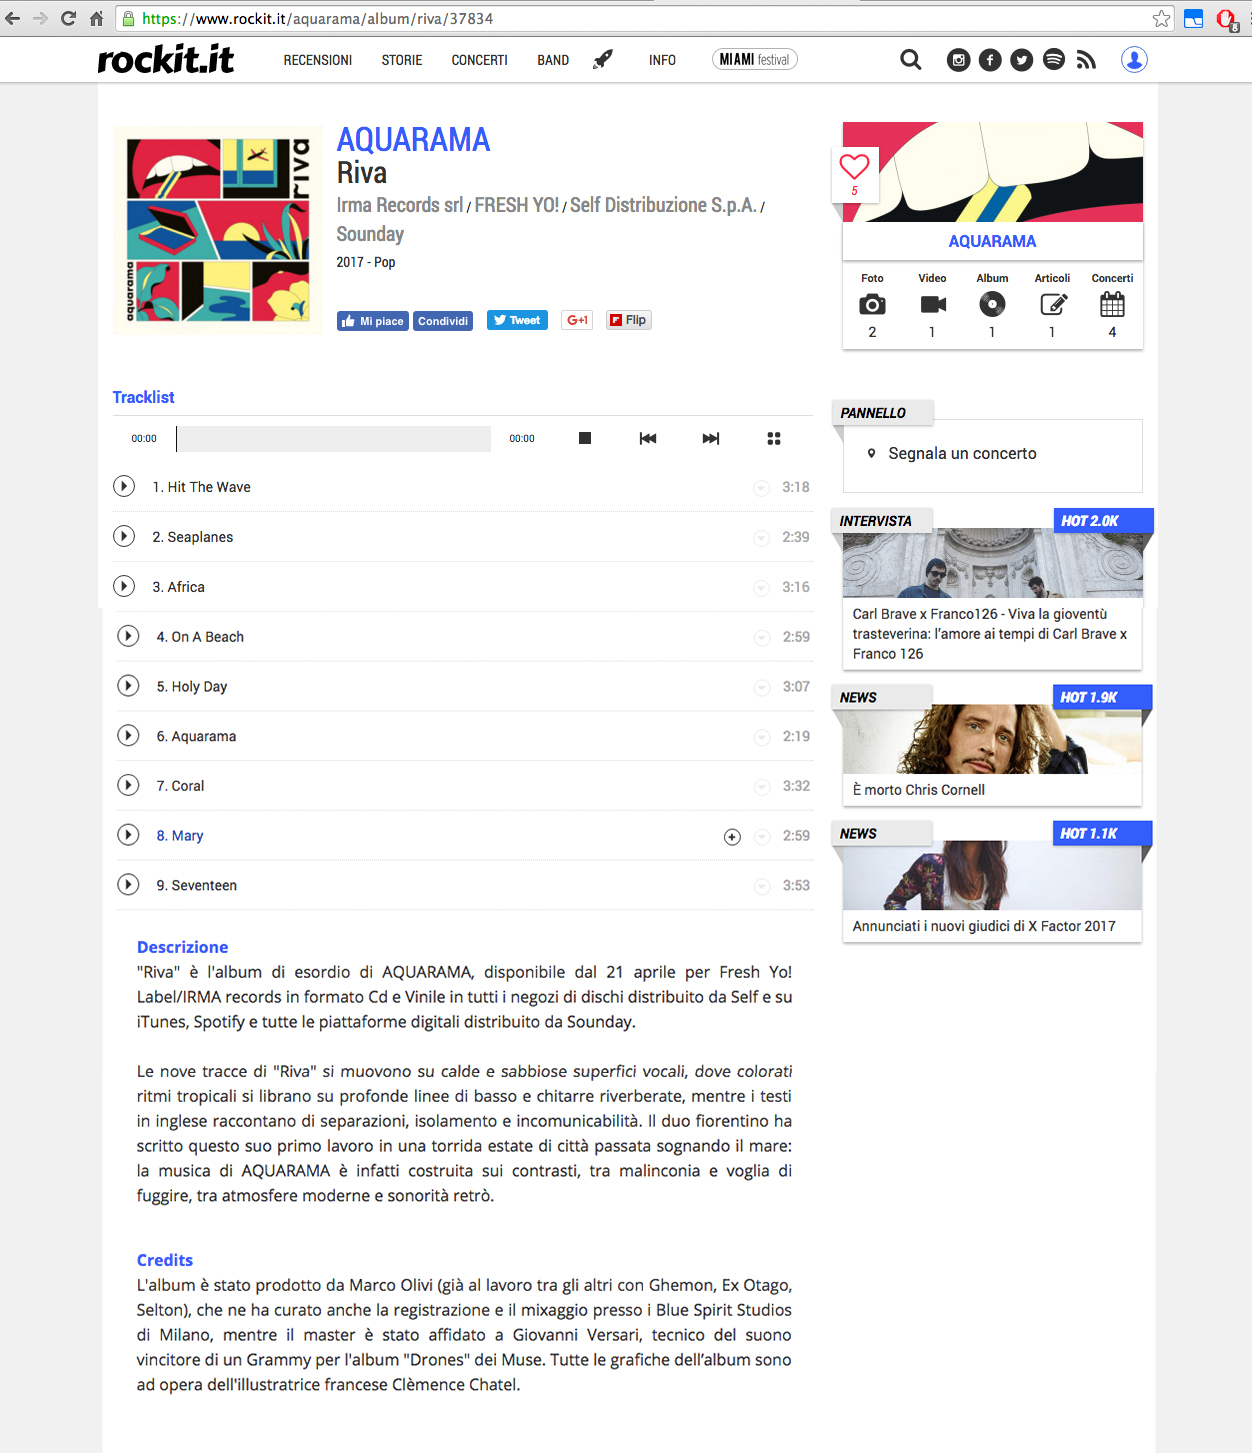 https://www.rockit.it/aquarama/album/riva/37834
8
rockit.it
RECENSIONI
STORIE
CONCERTI
BAND
INFO
MIAMI festival
riva
aquarama
AQUARAMA
Riva
Irma Records srl / FRESH YO! / Self Distribuzione S.p.A. /
Sounday
2017 - Pop
Mi piace
Condividi
Tweet
G+1
Flip
5
AQUARAMA
Foto Video Album Articoli Concerti
2 1 1 1 4
Tracklist
00:00 00:00
1. Hit The Wave 3:18
2. Seaplanes 2:39
3. Africa 3:16
4. On A Beach 2:59
5. Holy Day 3:07
6. Aquarama 2:19
7. Coral 3:32
8. Mary 2:59
9. Seventeen 3:53
PANNELLO
Segnala un concerto
INTERVISTA
HOT 2.0K
Carl Brave x Franco126 - Viva la gioventù
trasteverina: l'amore ai tempi di Carl Brave x
Franco 126
NEWS
HOT 1.9K
È morto Chris Cornell
NEWS
HOT 1.1K
Annunciati i nuovi giudici di X Factor 2017
Descrizione
"Riva" è l'album di esordio di AQUARAMA, disponibile dal 21 aprile per Fresh Yo!
Label/IRMA records in formato Cd e Vinile in tutti i negozi di dischi distribuito da Self e su
iTunes, Spotify e tutte le piattaforme digitali distribuito da Sounday.
Le nove tracce di "Riva" si muovono su calde e sabbiose superfici vocali, dove colorati
ritmi tropicali si librano su profonde linee di basso e chitarre riverberate, mentre i testi
in inglese raccontano di separazioni, isolamento e incomunicabilità. Il duo fiorentino ha
scritto questo suo primo lavoro in una torrida estate di città passata sognando il mare:
la musica di AQUARAMA è infatti costruita sui contrasti, tra malinconia e voglia di
fuggire, tra atmosfere moderne e sonorità retrò.
Credits
L'album è stato prodotto da Marco Olivi (già al lavoro tra gli altri con Ghemon, Ex Otago,
Selton), che ne ha curato anche la registrazione e il mixaggio presso i Blue Spirit Studios
di Milano, mentre il master è stato affidato a Giovanni Versari, tecnico del suono
vincitore di un Grammy per l'album "Drones" dei Muse. Tutte le grafiche dell’album sono
ad opera dell'illustratrice francese Clèmence Chatel.